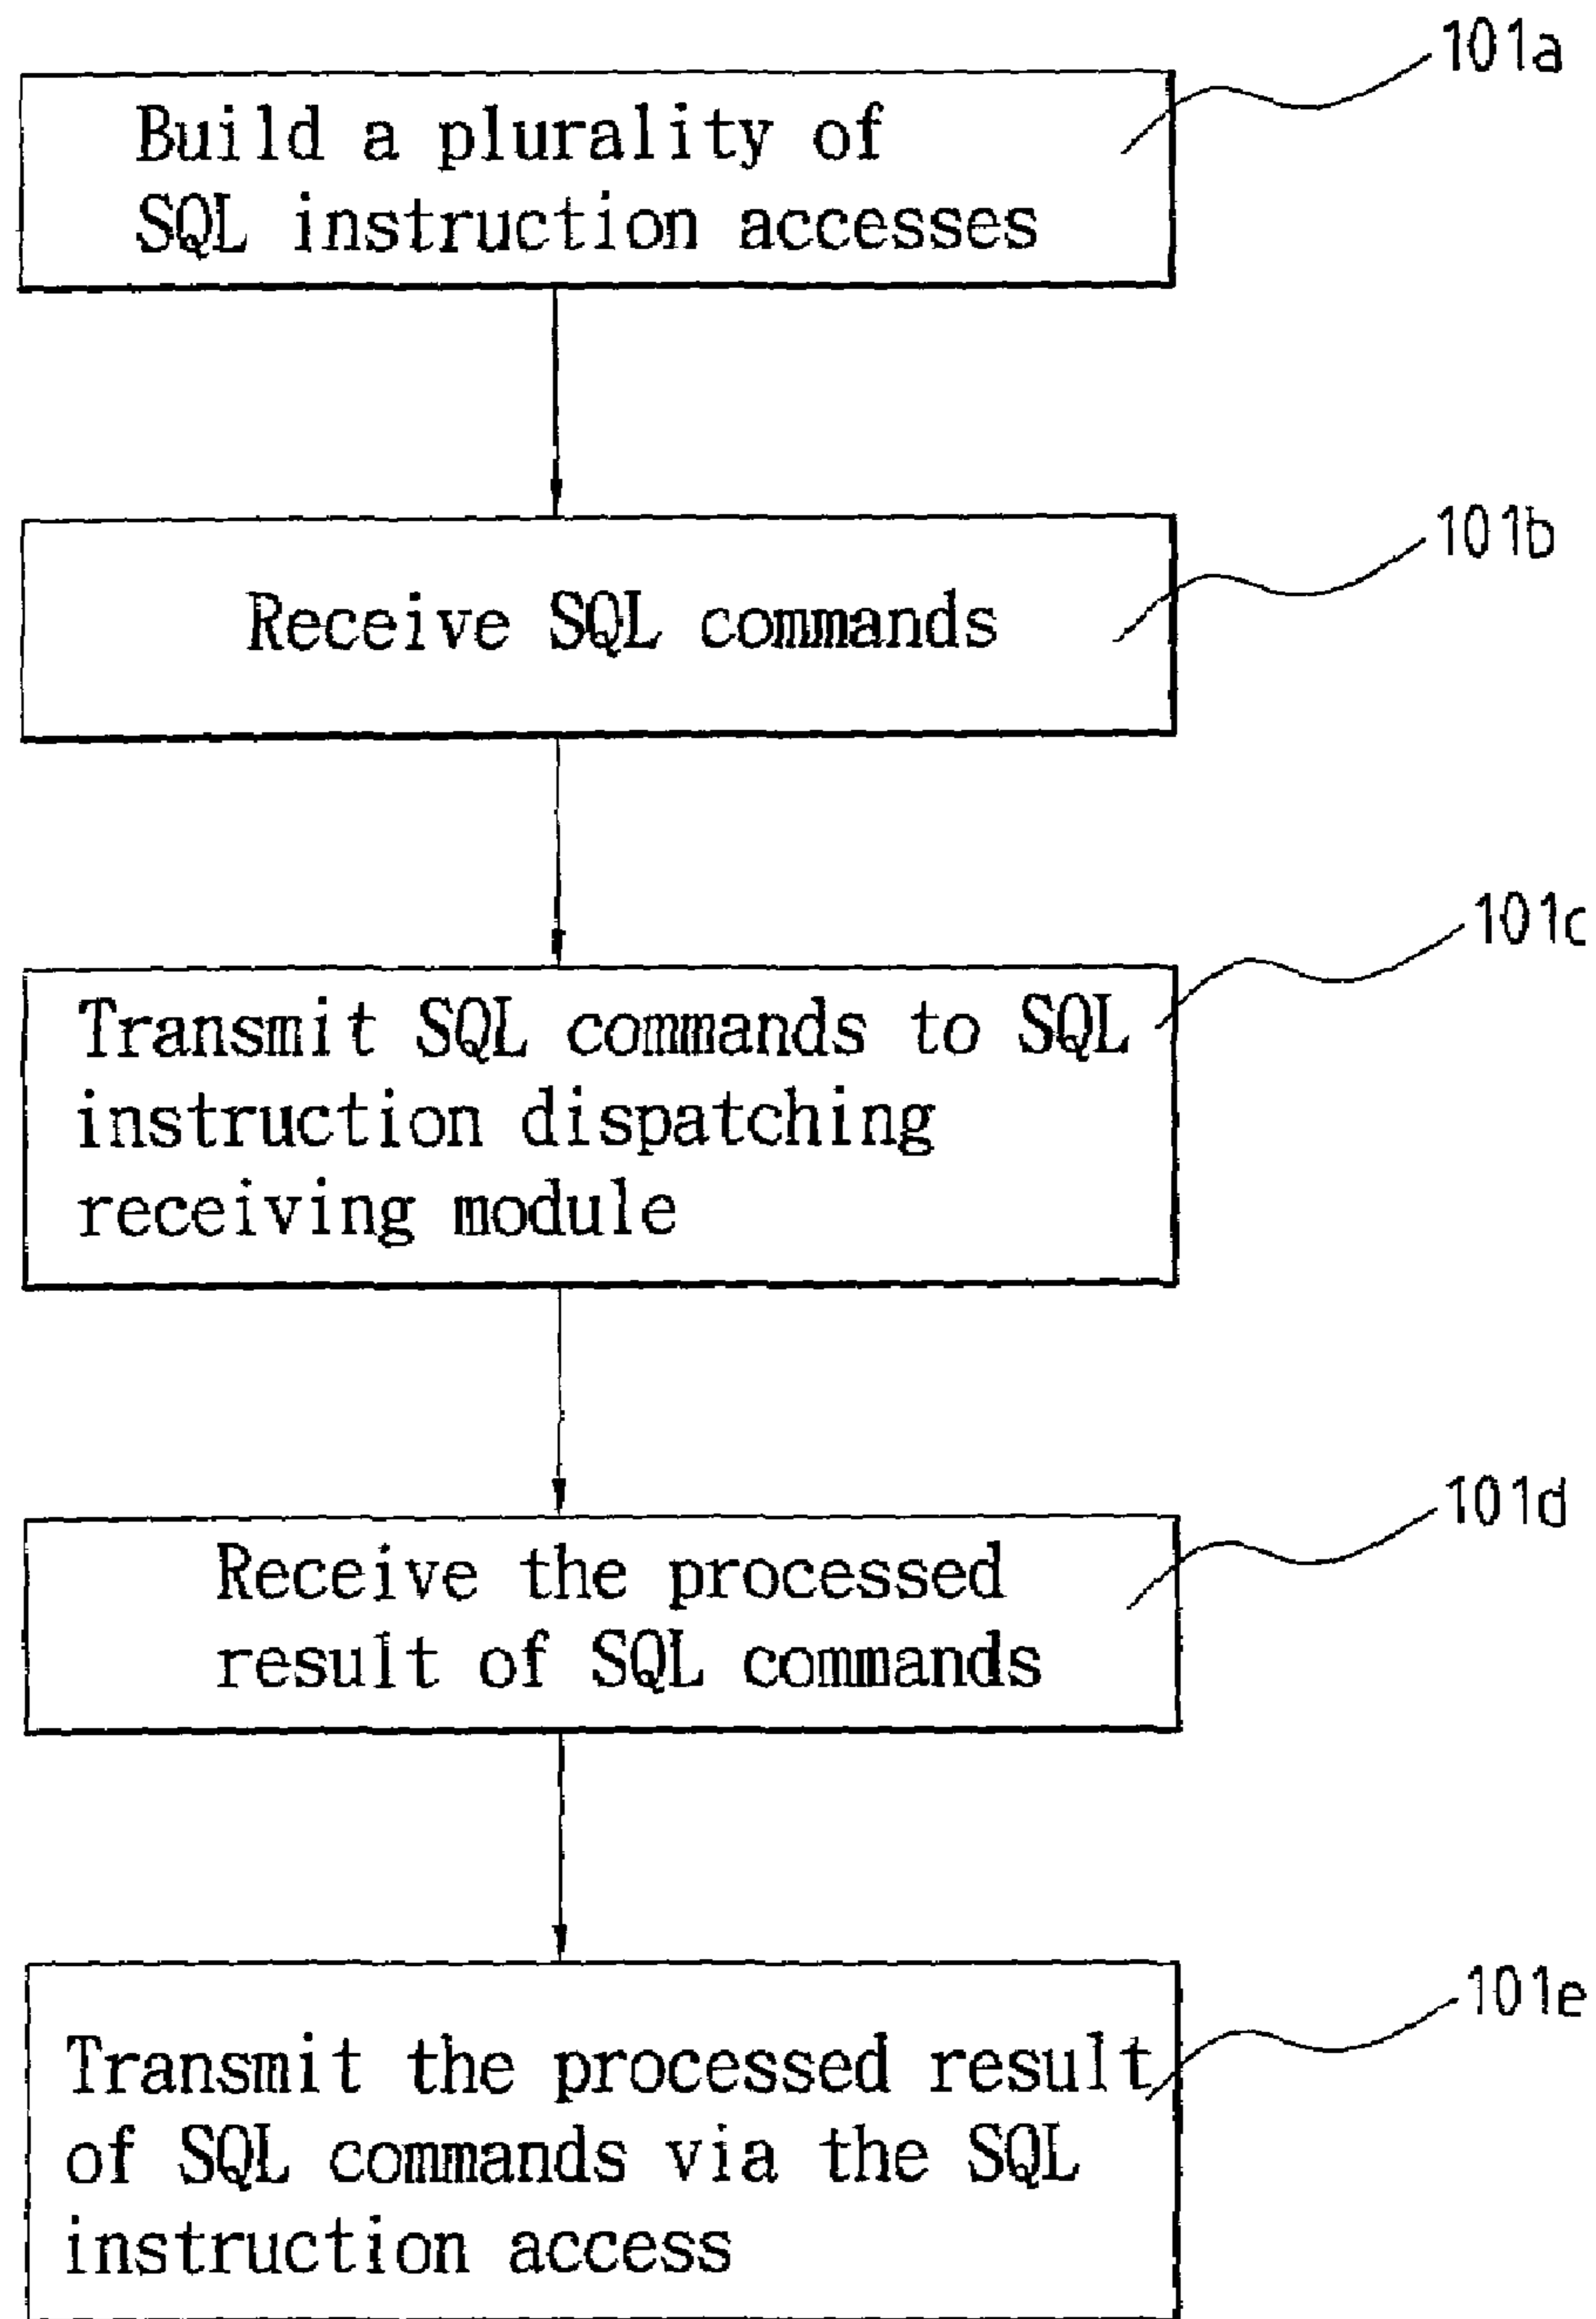 101a
Build a plurality of
SQL instruction accesses
101b
Receive SQL commands
101c
Transmit SQL commands to SQL
instruction dispatching
receiving module
101d
Receive the processed
result of SQL commands
101e
Transmit the processed result
of SQL commands via the SQL
instruction access